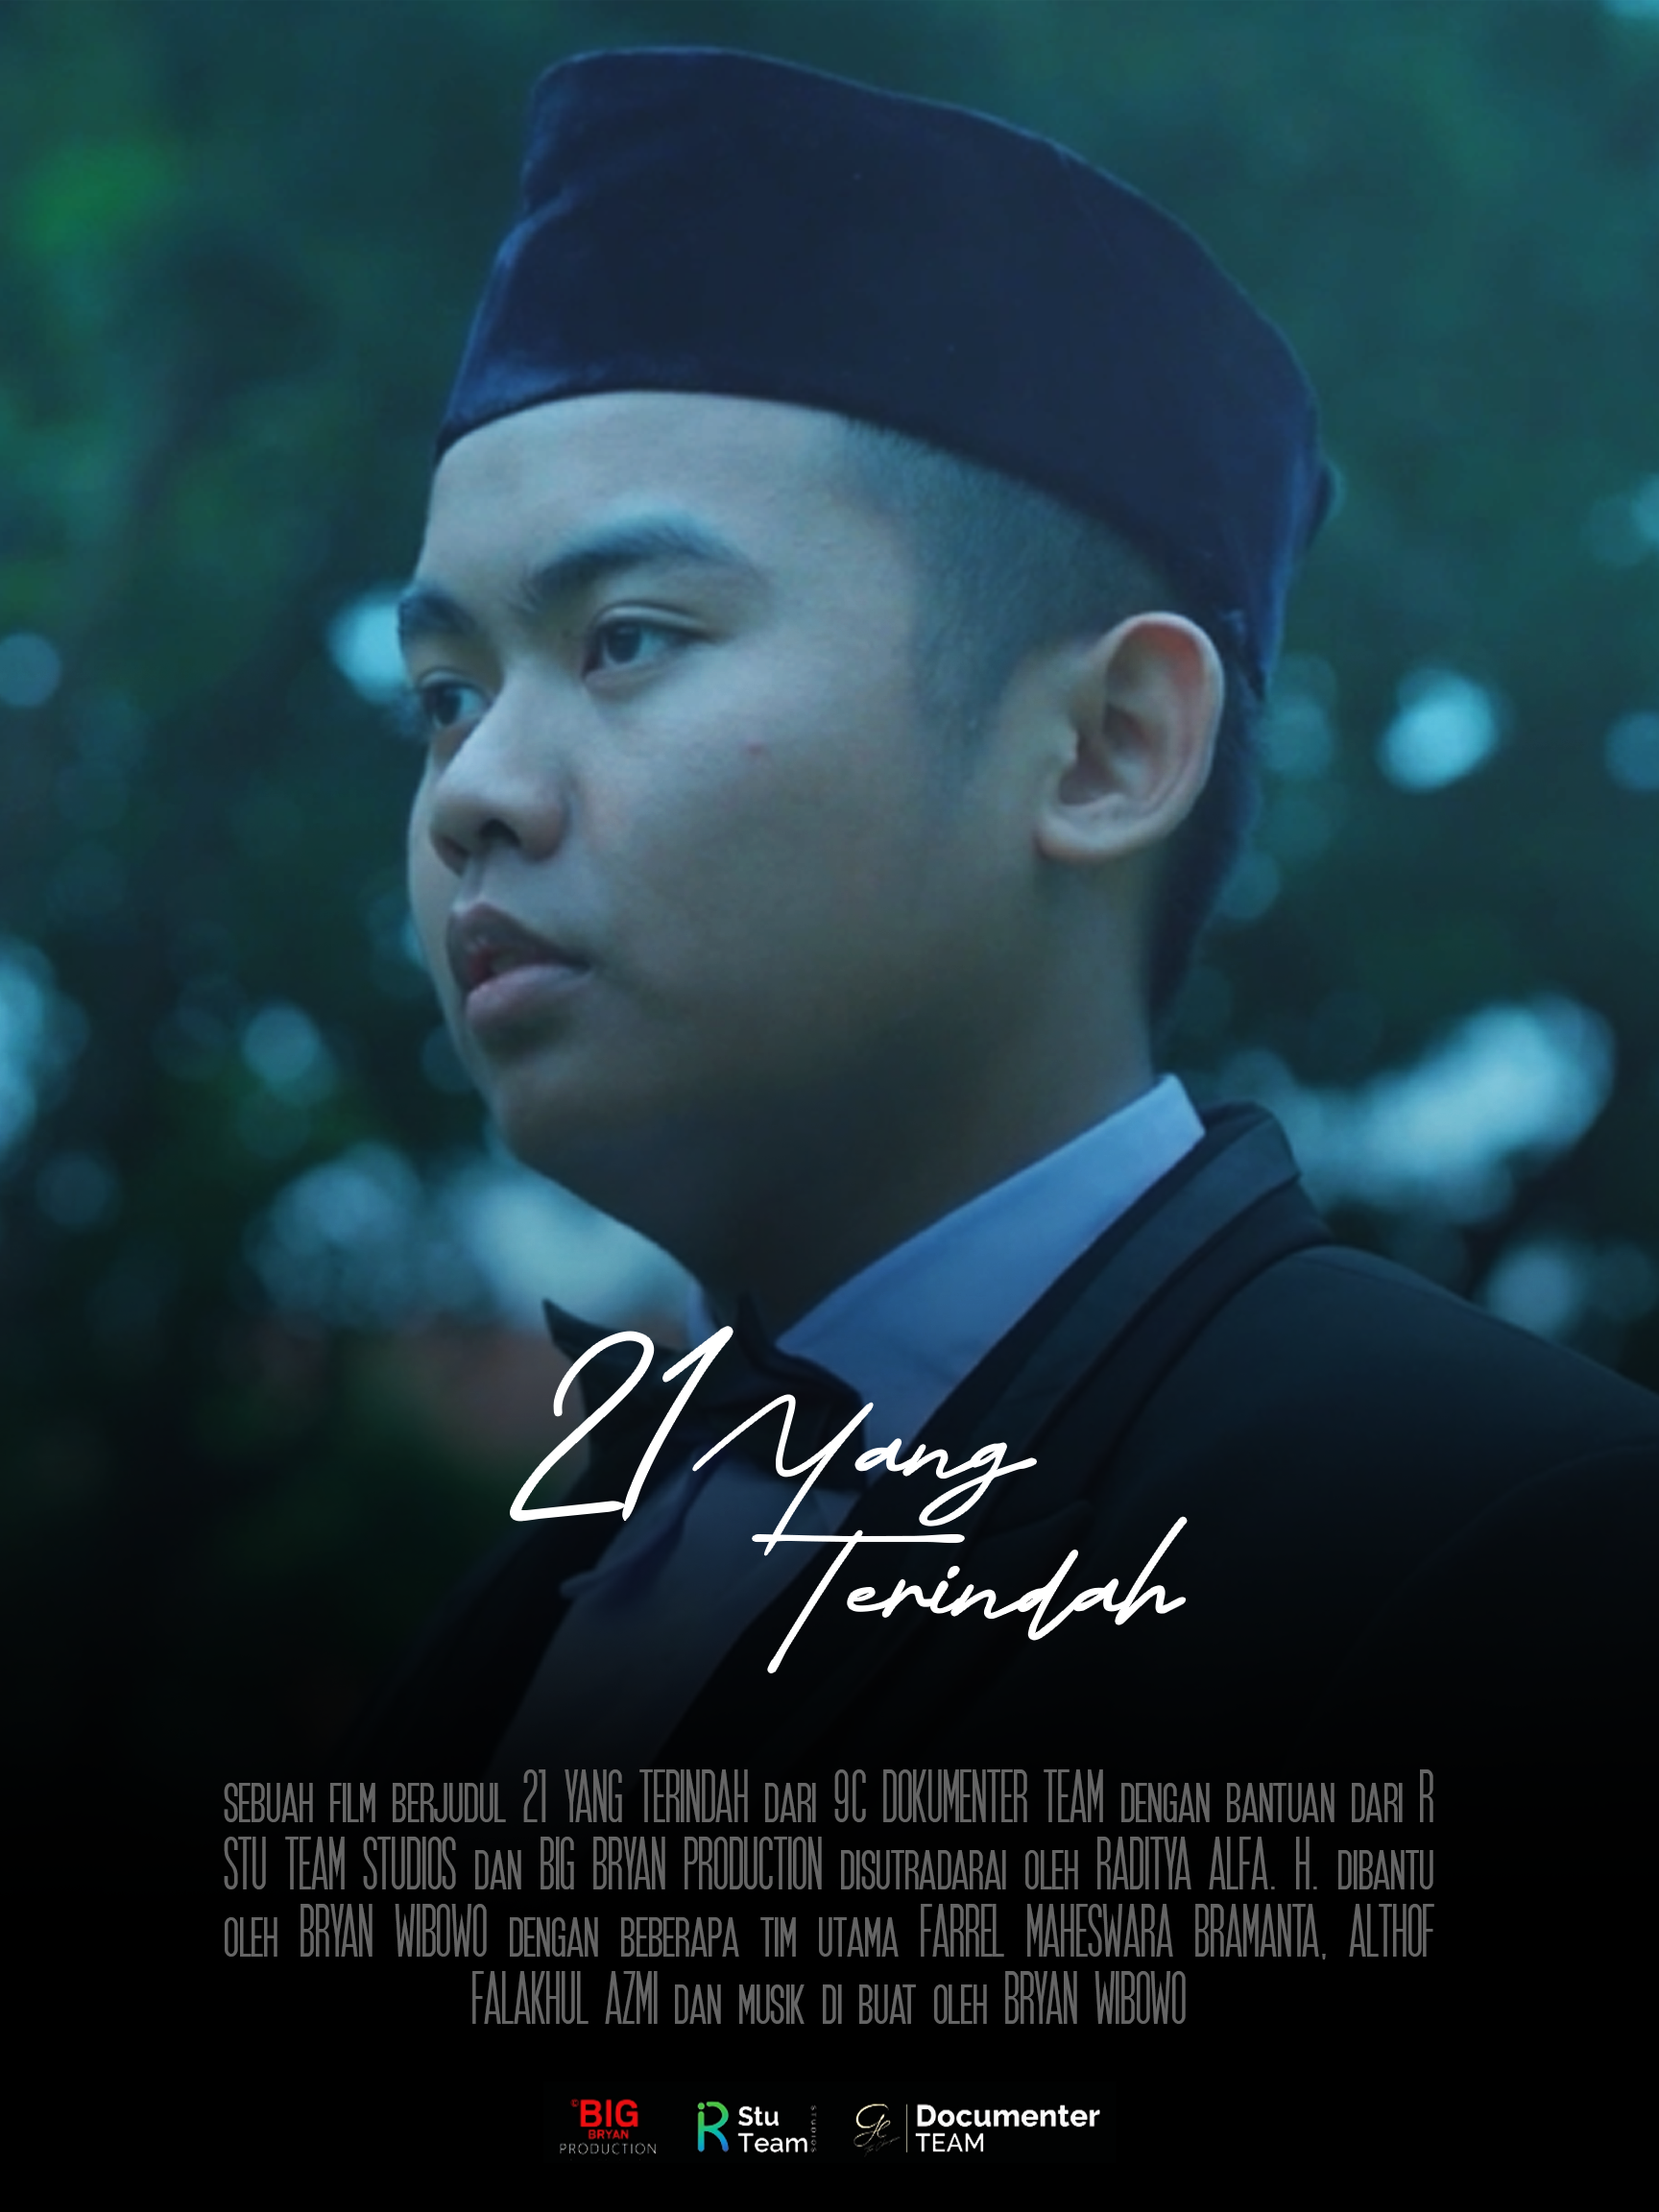 21 Yang
Terindah
SEBUAH FILM BERJUDUL 21 YANG TERINDAH DARI 9C DOKUMENTER TEAM DENGAN BANTUAN DARI R
STU TEAM STUDIOS DAN BIG BRYAN PRODUCTION DISUTRADARAI OLEH RADITYA ALFA. H. DIBANTU
OLEH BRYAN WIBOWO DENGAN BEBERAPA TIM UTAMA FARREL MAHESWARA BRAMANTA, ALTHOF
FALAKHUL AZMI DAN MUSIK DI BUAT OLEH BRYAN WIBOWO
©BIG
BRYAN
PRODUCTION
R Stu
Team
STUDIOS
9C
Documenter
TEAM